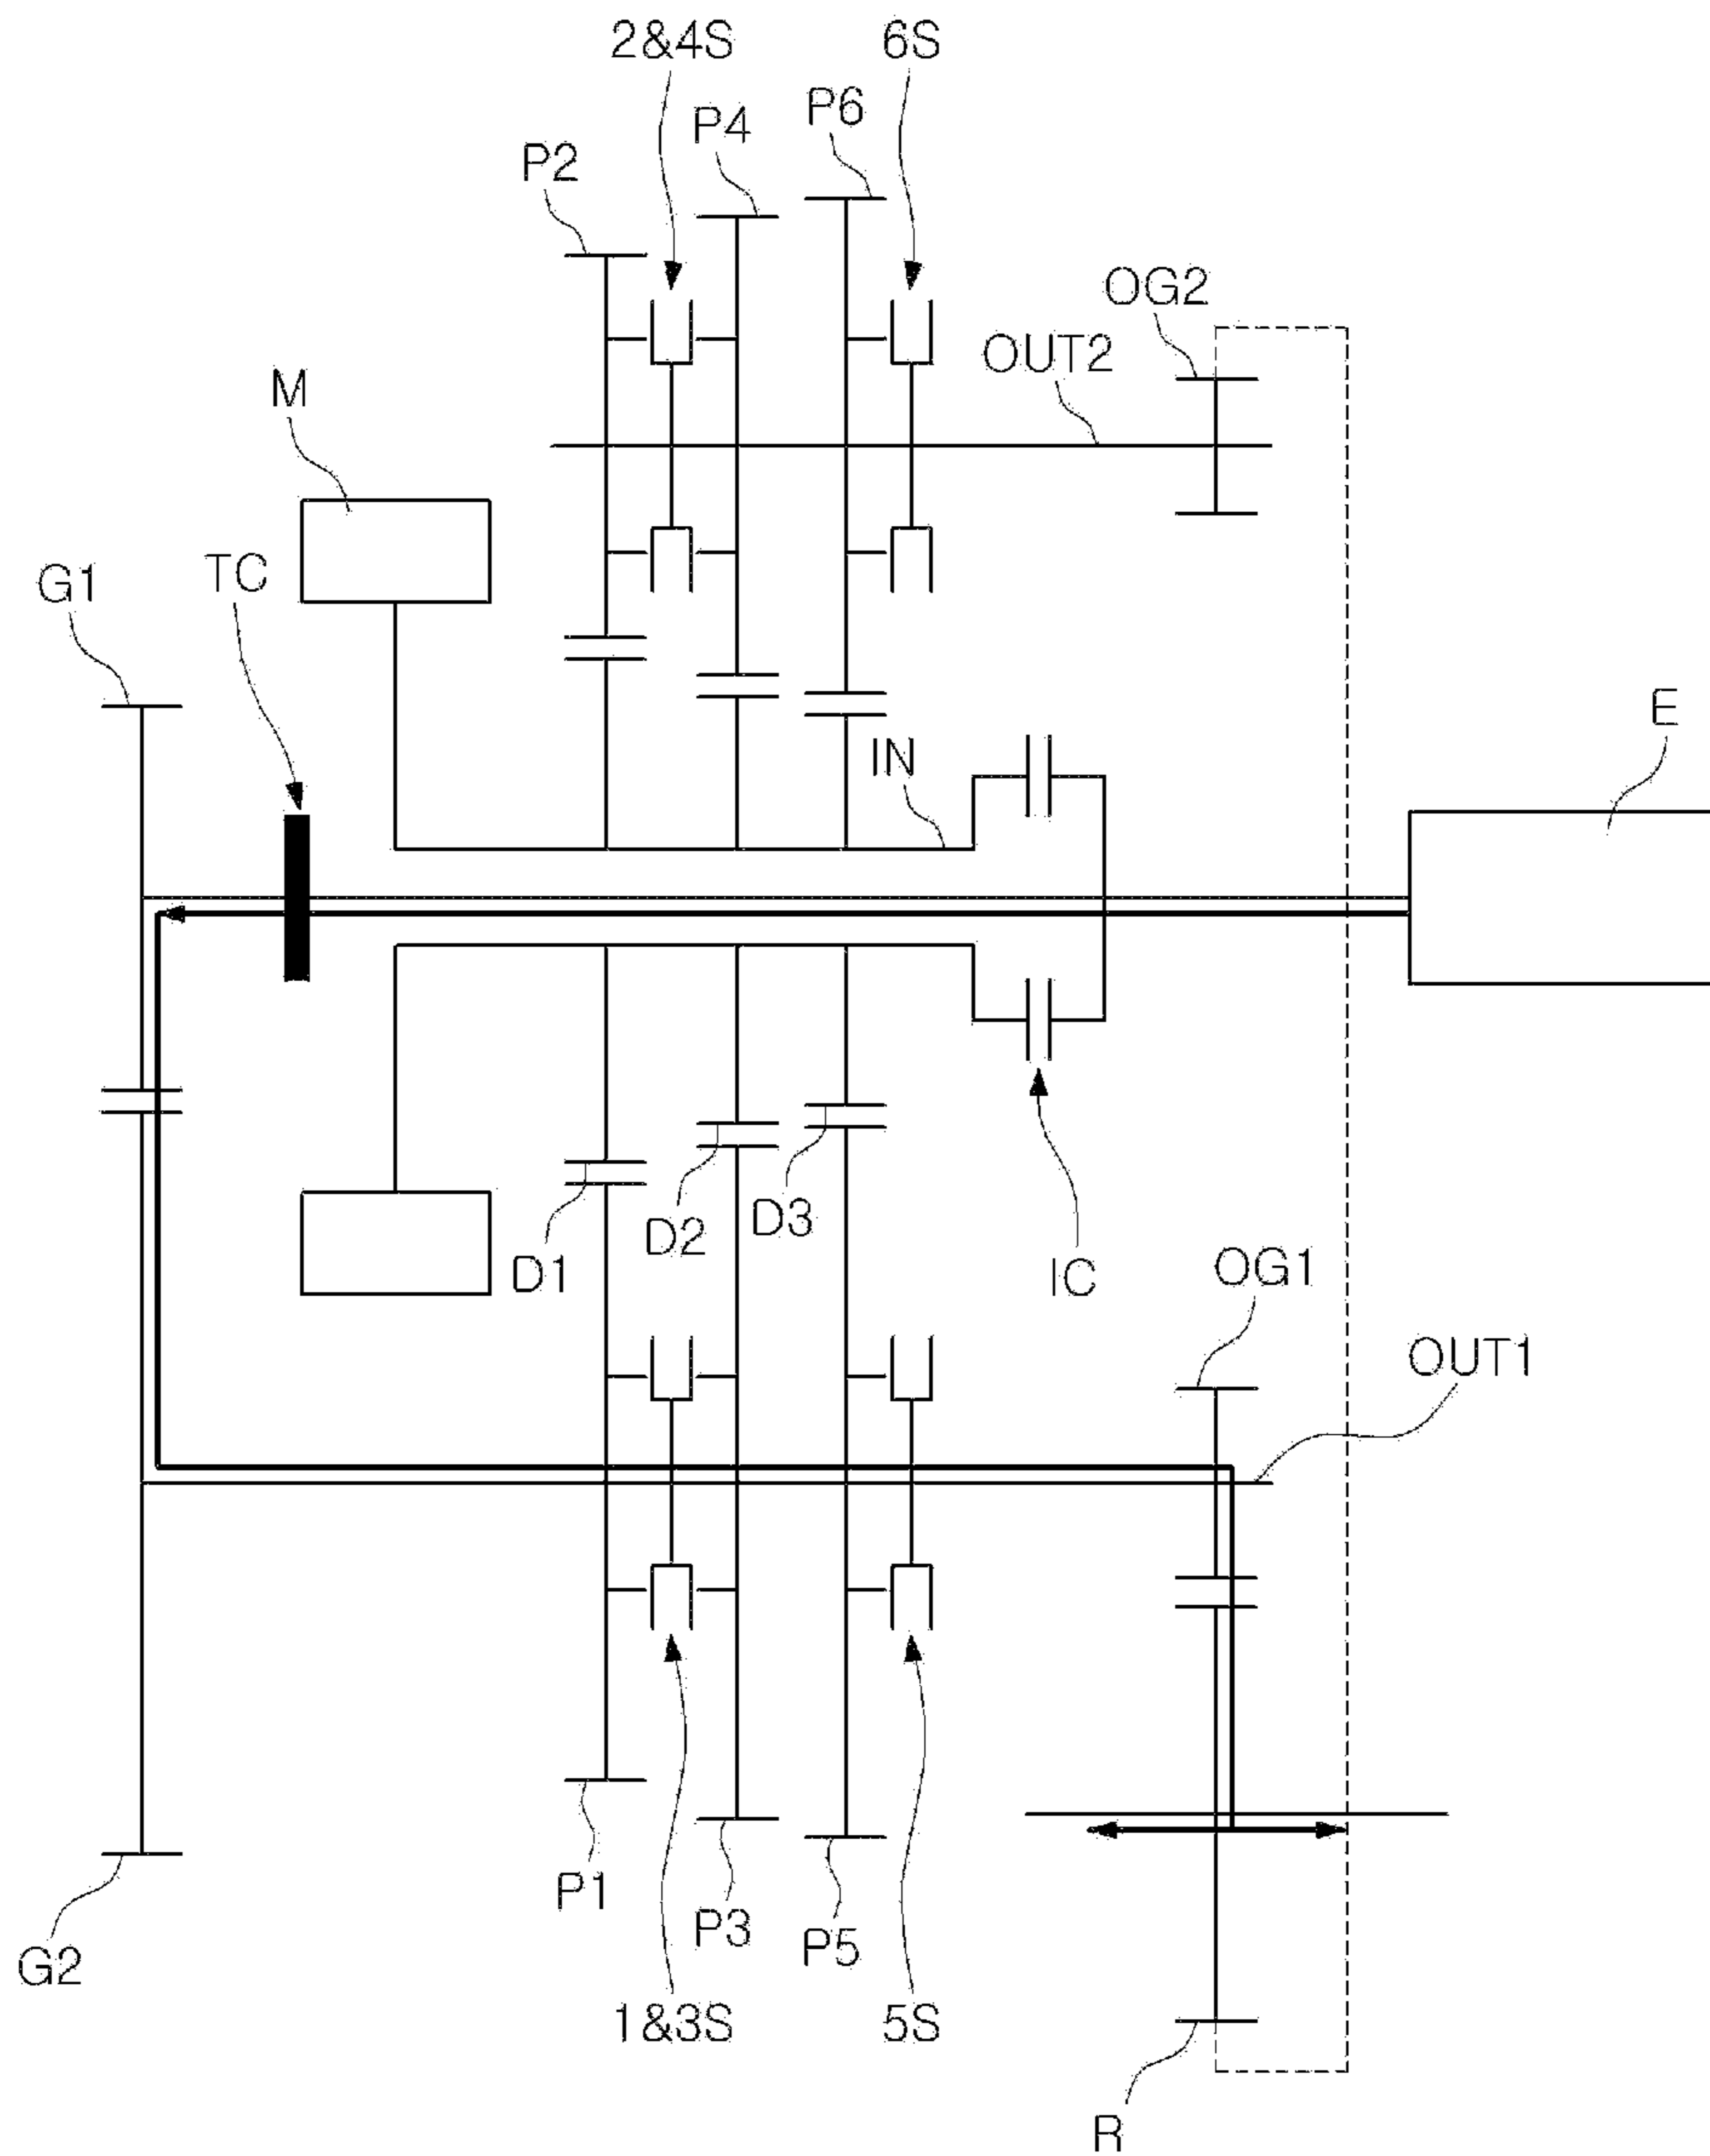 2&4S
6S
P6
P4
P2
OG2
OUT2
M
TC
G1
E
IN
D3
D2
D1
OG1
IC
OUT1
P1
P3
P5
G2
1&3S
5S
R